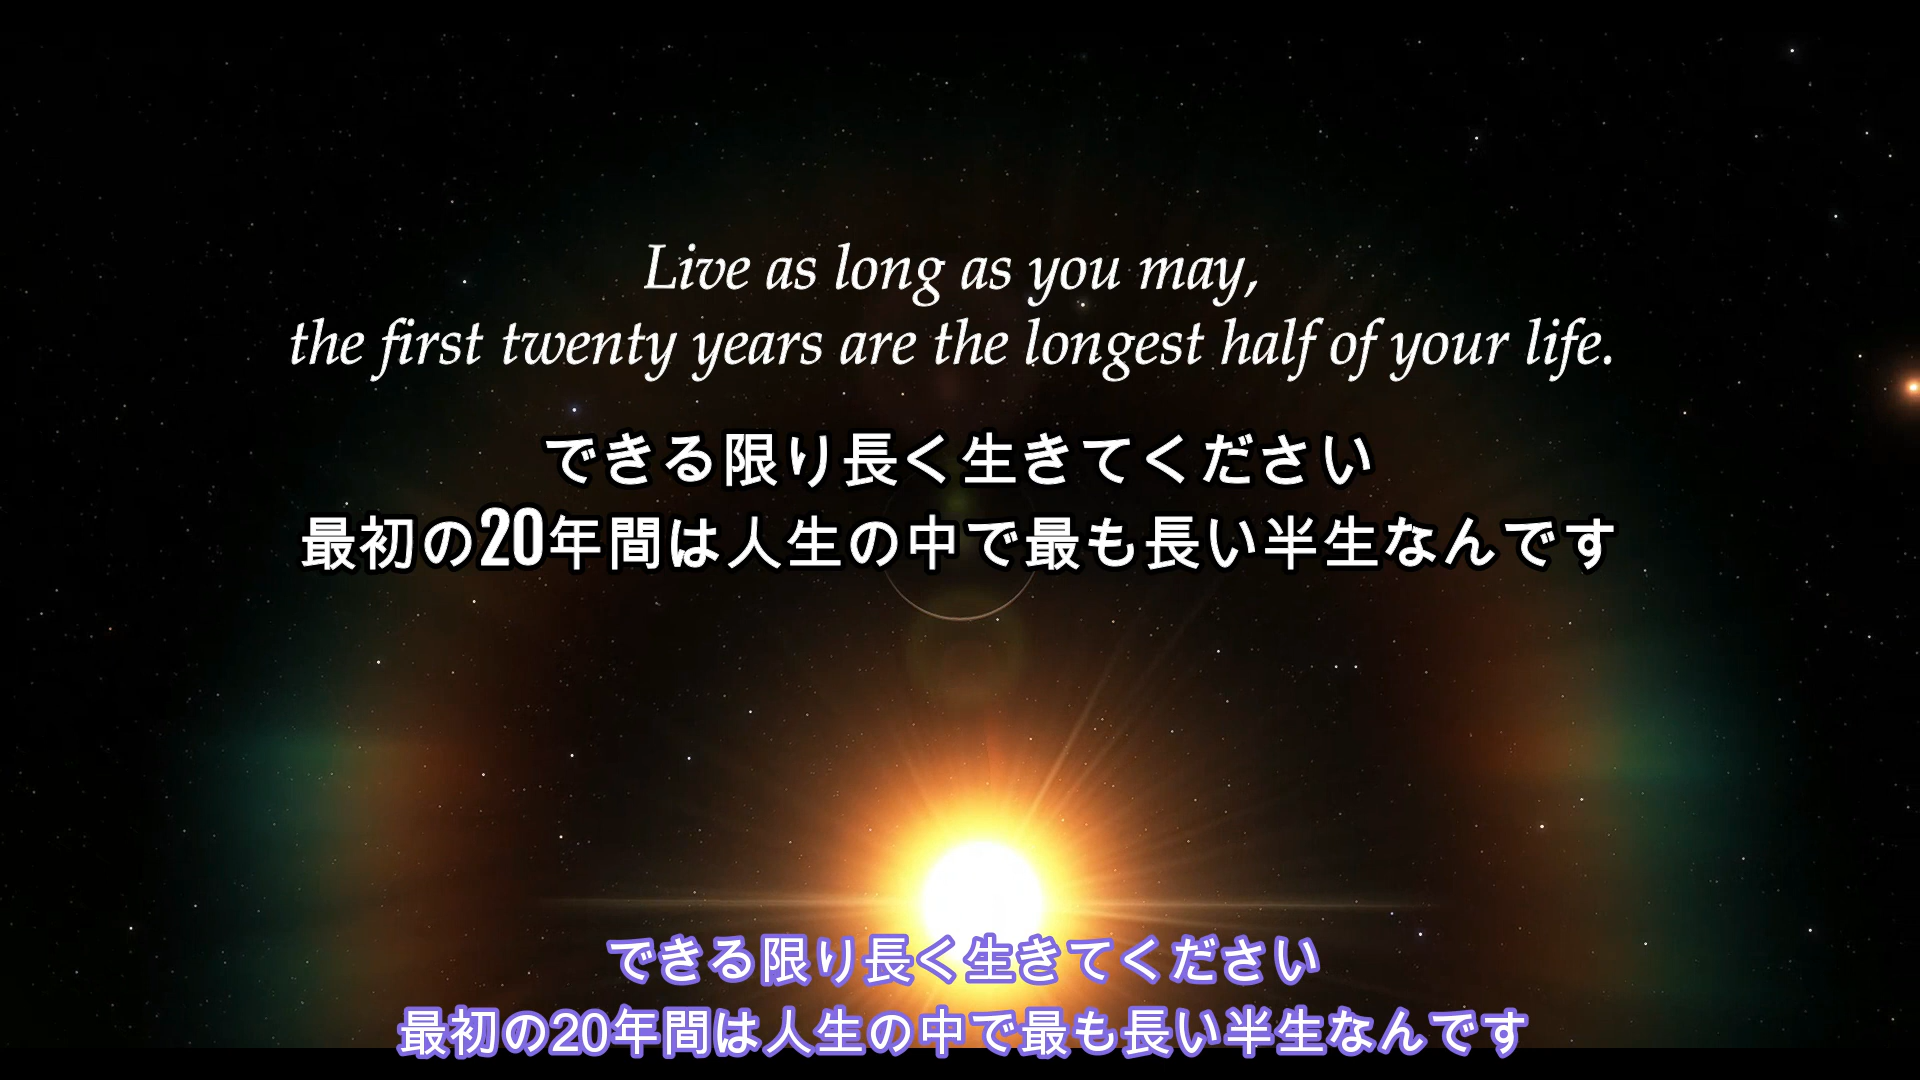 Live as long as you may,
the first twenty years are the longest half of your life.
できる限り長く生きてください
最初の20年間は人生の中で最も長い半生なんです
できる限り長く生きてください
最初の20年間は人生の中で最も長い半生なんです